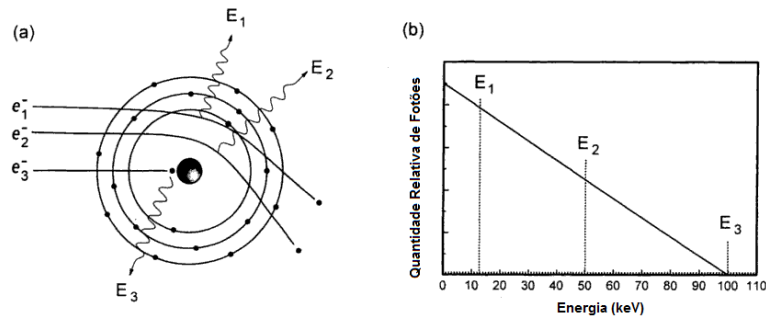 (a)
E1
E2
e1-
e2-
e3-
E3
(b)
Quantidade Relativa de Fotões
E1
E2
E3
0 10 20 30 40 50 60 70 80 90 100 110
Energia (keV)